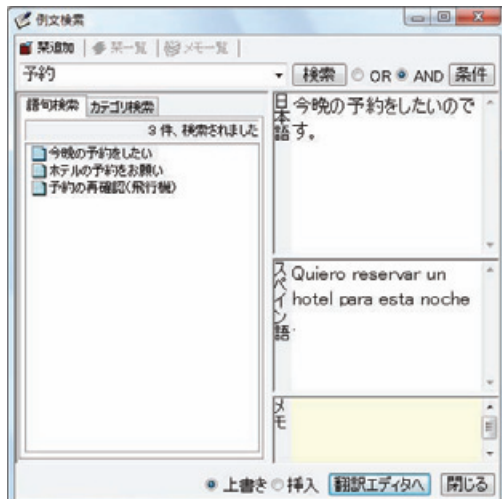 例文検索
栞追加 栞一覧 メモ一覧
予約 検索 OR AND 条件
語句検索 カテゴリ検索
3 件、検索されました
今晩の予約をしたい
ホテルの予約をお願い
予約の再確認(飛行機)
日本語
今晩の予約をしたいので
す。
スペイン語
Quiero reservar un
hotel para esta noche
.
メモ
上書き 挿入 翻訳エディタへ 閉じる